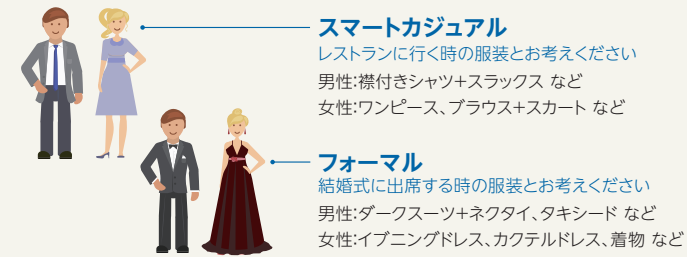 スマートカジュアル
レストランに行く時の服装とお考えください
男性:襟付きシャツ+スラックス など
女性:ワンピース、ブラウス+スカート など
フォーマル
結婚式に出席する時の服装とお考えください
男性:ダークスーツ+ネクタイ、タキシード など
女性:イブニングドレス、カクテルドレス、着物 など